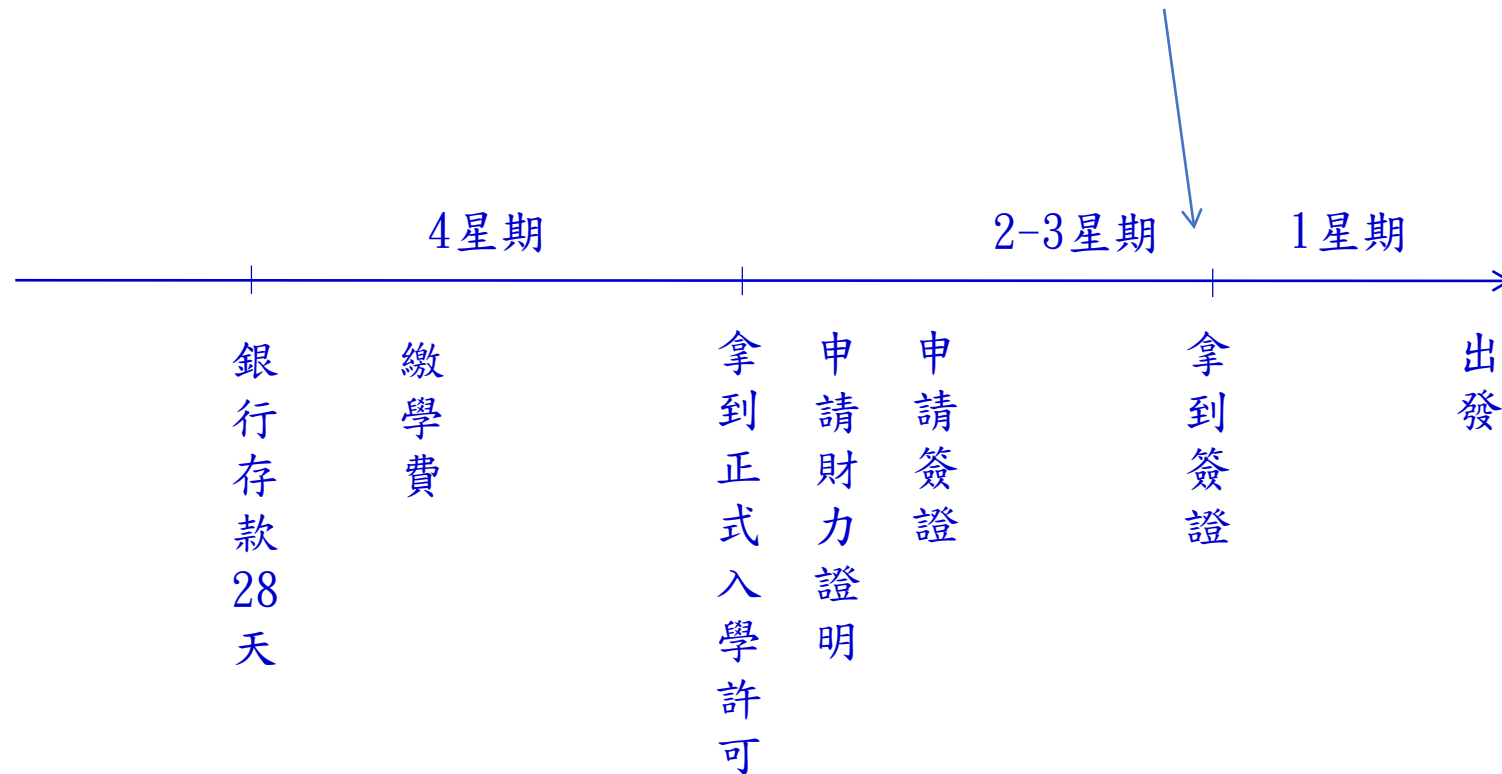 4星期
2-3星期
1星期
銀行存款28天
繳學費
拿到正式入學許可
申請財力證明
申請簽證
拿到簽證
出發